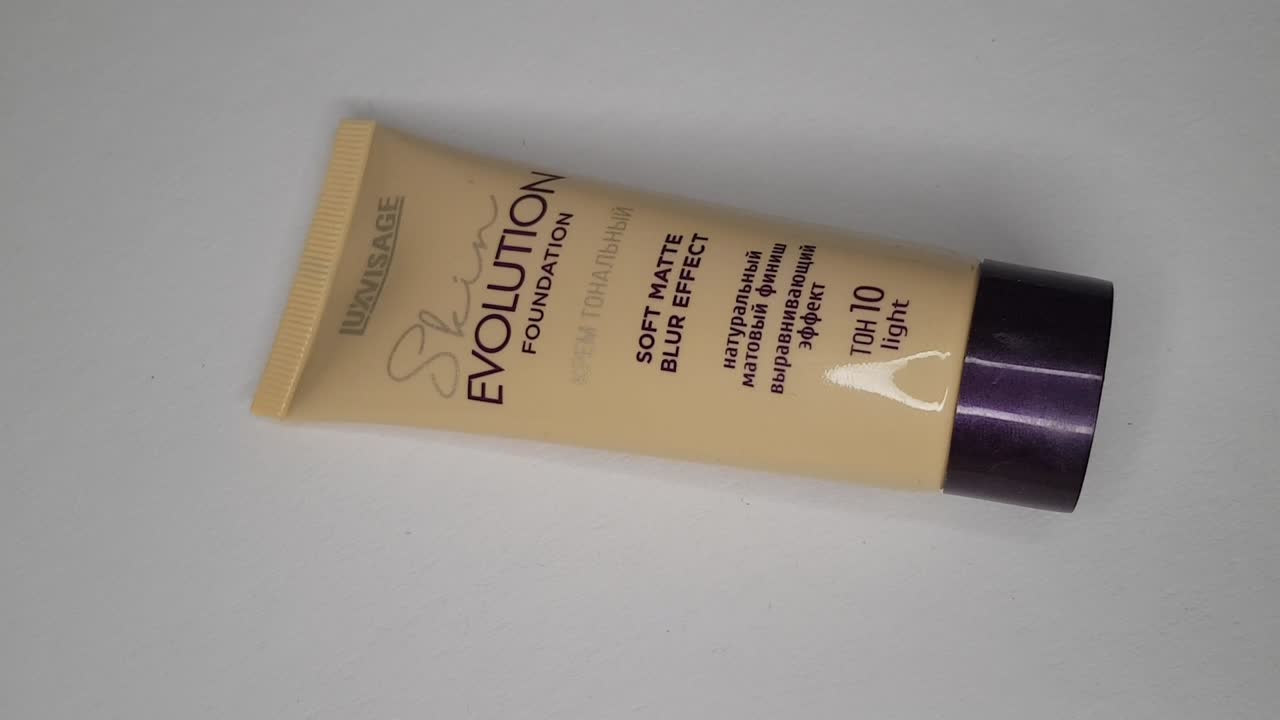 LUXVISAGE
Skin
EVOLUTION
FOUNDATION
КРЕМ ТОНАЛЬНЫЙ
SOFT MATTE
BLUR EFFECT
натуральный
матовый финиш
выравнивающий
эффект
ТОН 10
light